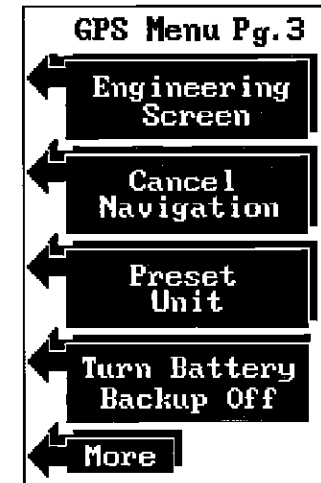 GPS Menu Pg.3
Engineering
Screen
Cancel
Navigation
Preset
Unit
Turn Battery
Backup Off
More